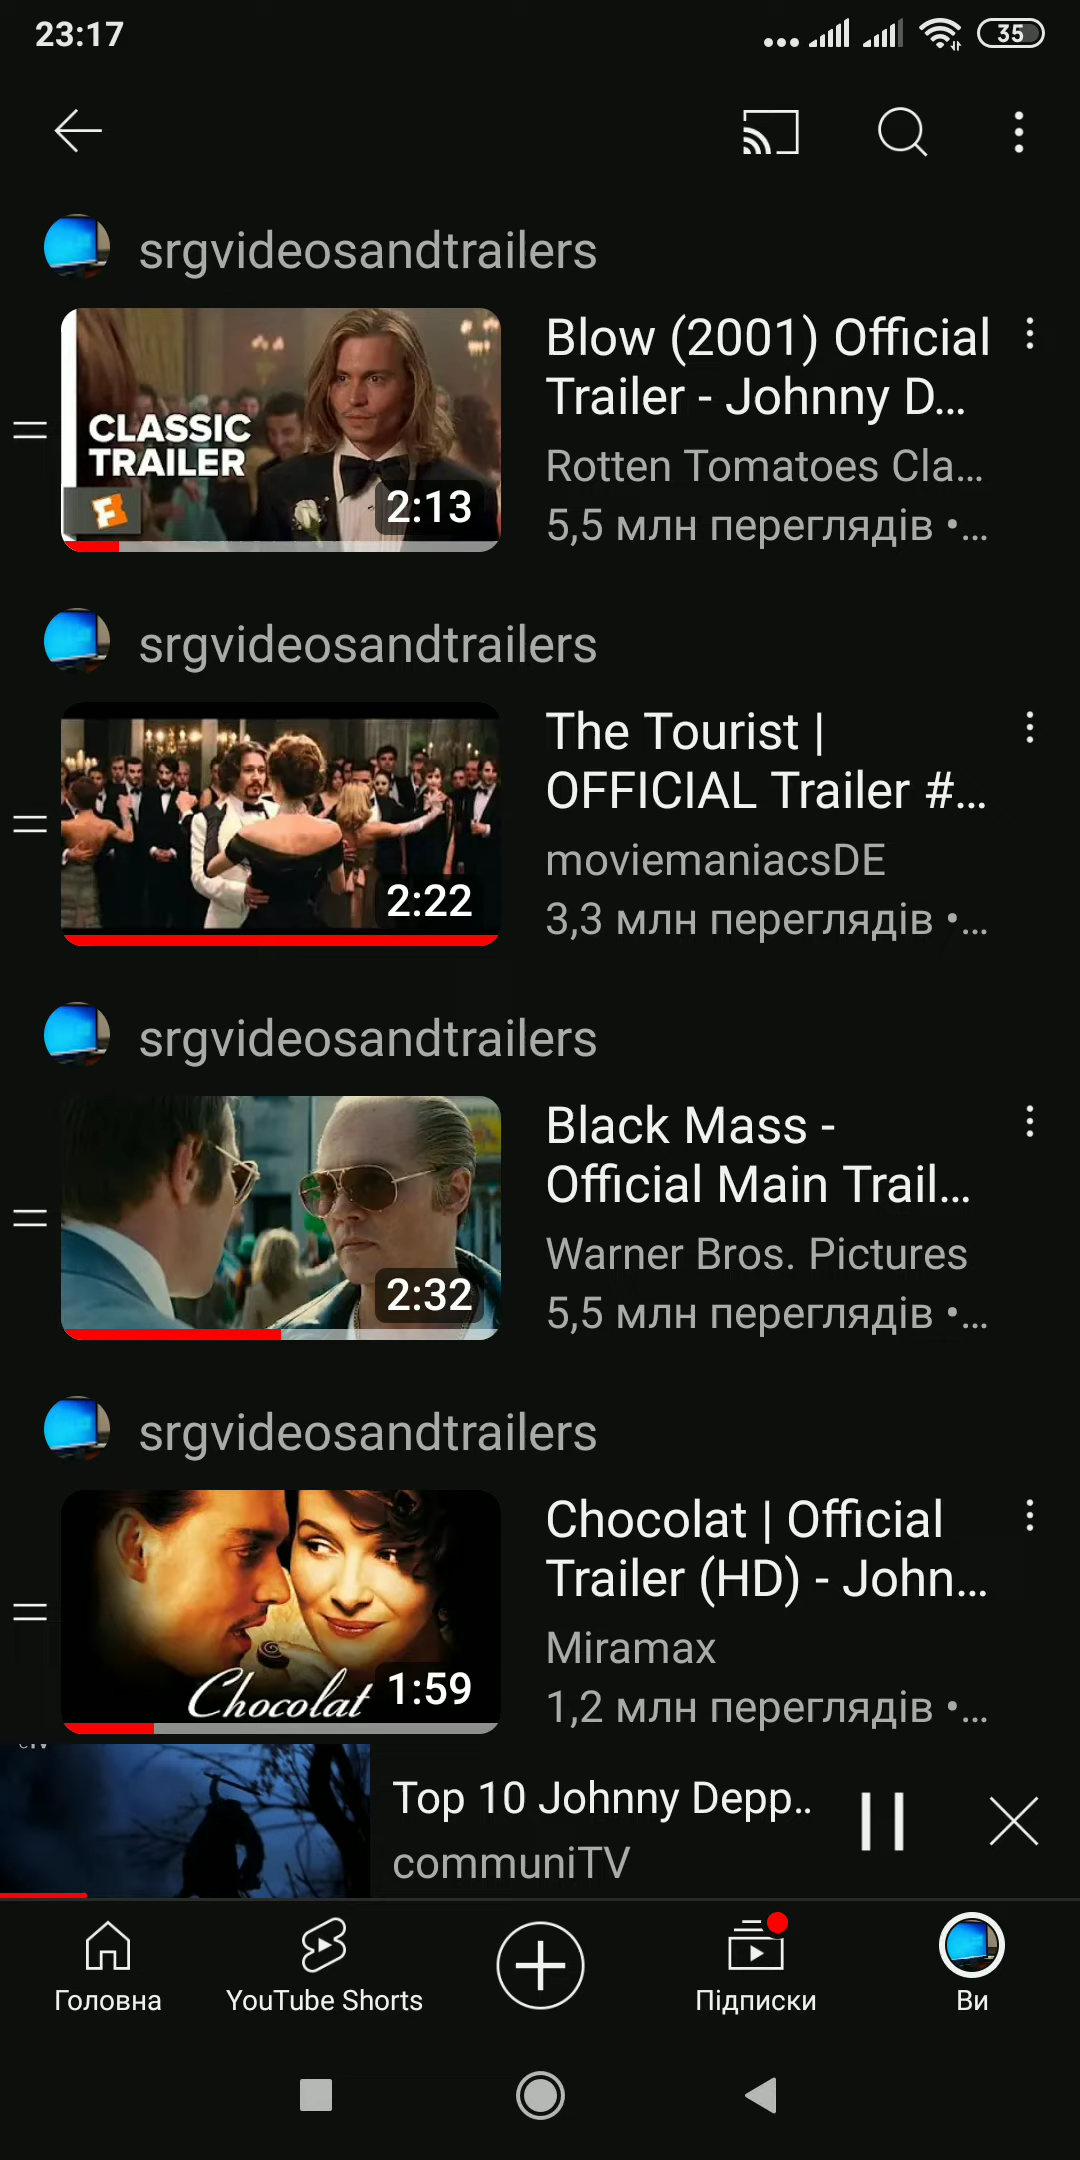 23:17
35
srgvideosandtrailers
CLASSIC
TRAILER
2:13
Blow (2001) Official
Trailer - Johnny D...
Rotten Tomatoes Cla...
5,5 млн переглядів •...
srgvideosandtrailers
2:22
The Tourist |
OFFICIAL Trailer #...
moviemaniacsDE
3,3 млн переглядів •...
srgvideosandtrailers
2:32
Black Mass -
Official Main Trail...
Warner Bros. Pictures
5,5 млн переглядів •...
srgvideosandtrailers
Chocolat
1:59
Chocolat | Official
Trailer (HD) - John...
Miramax
1,2 млн переглядів •...
Top 10 Johnny Depp..
communiTV
Головна
YouTube Shorts
Підписки
Ви